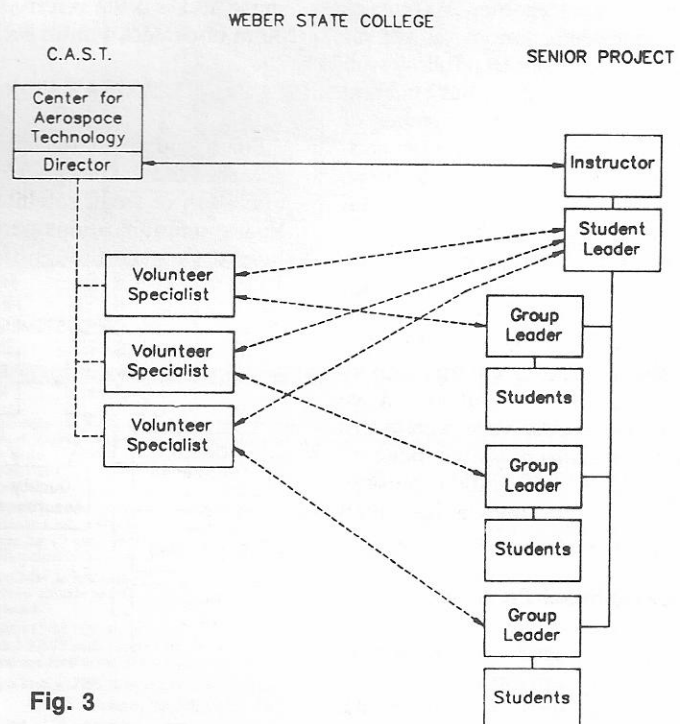 WEBER STATE COLLEGE
C.A.S.T.
SENIOR PROJECT
Center for
Aerospace
Technology
Director
Instructor
Student
Leader
Volunteer
Specialist
Group
Leader
Students
Volunteer
Specialist
Group
Leader
Students
Volunteer
Specialist
Group
Leader
Students
Fig. 3